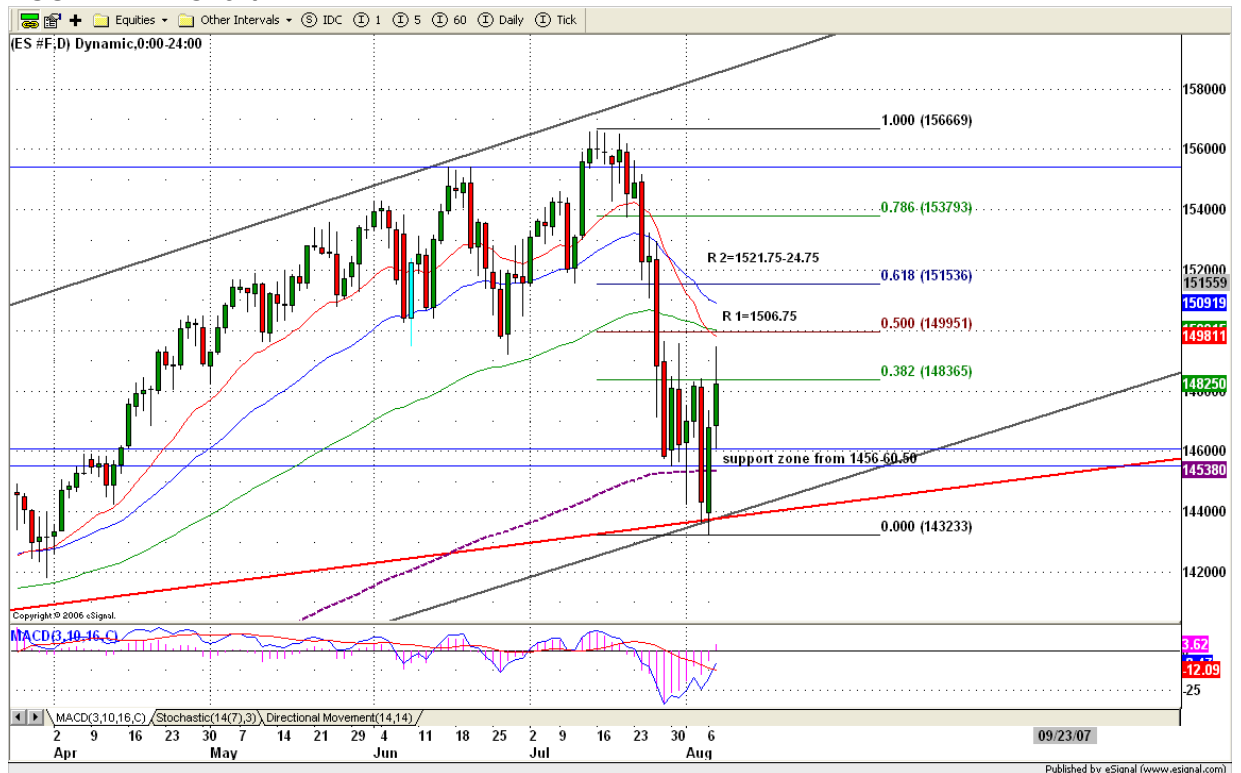 Equities Other Intervals S IDC I 1 I 5 I 60 I Daily I Tick
(ES #F,D) Dynamic,0:00-24:00
158000
1.000 (156669)
156000
0.786 (153793)
154000
R 2=1521.75-24.75
152000
0.618 (151536)
151559
150919
R 1=1506.75
0.500 (149951)
149811
0.382 (148365)
148250
148000
146000
support zone from 1456-60.50
145380
144000
0.000 (143233)
142000
Copyright © 2006 eSignal.
MACD(3,10,16,C)
3.62
-12.09
-25
MACD(3,10,16,C) Stochastic(14(7),3) Directional Movement(14,14)
2 9 16 23 30 7 14 21 29 4 11 18 25 2 9 16 23 30 6 09/23/07
Apr May Jun Jul Aug
Published by eSignal (www.esignal.com)